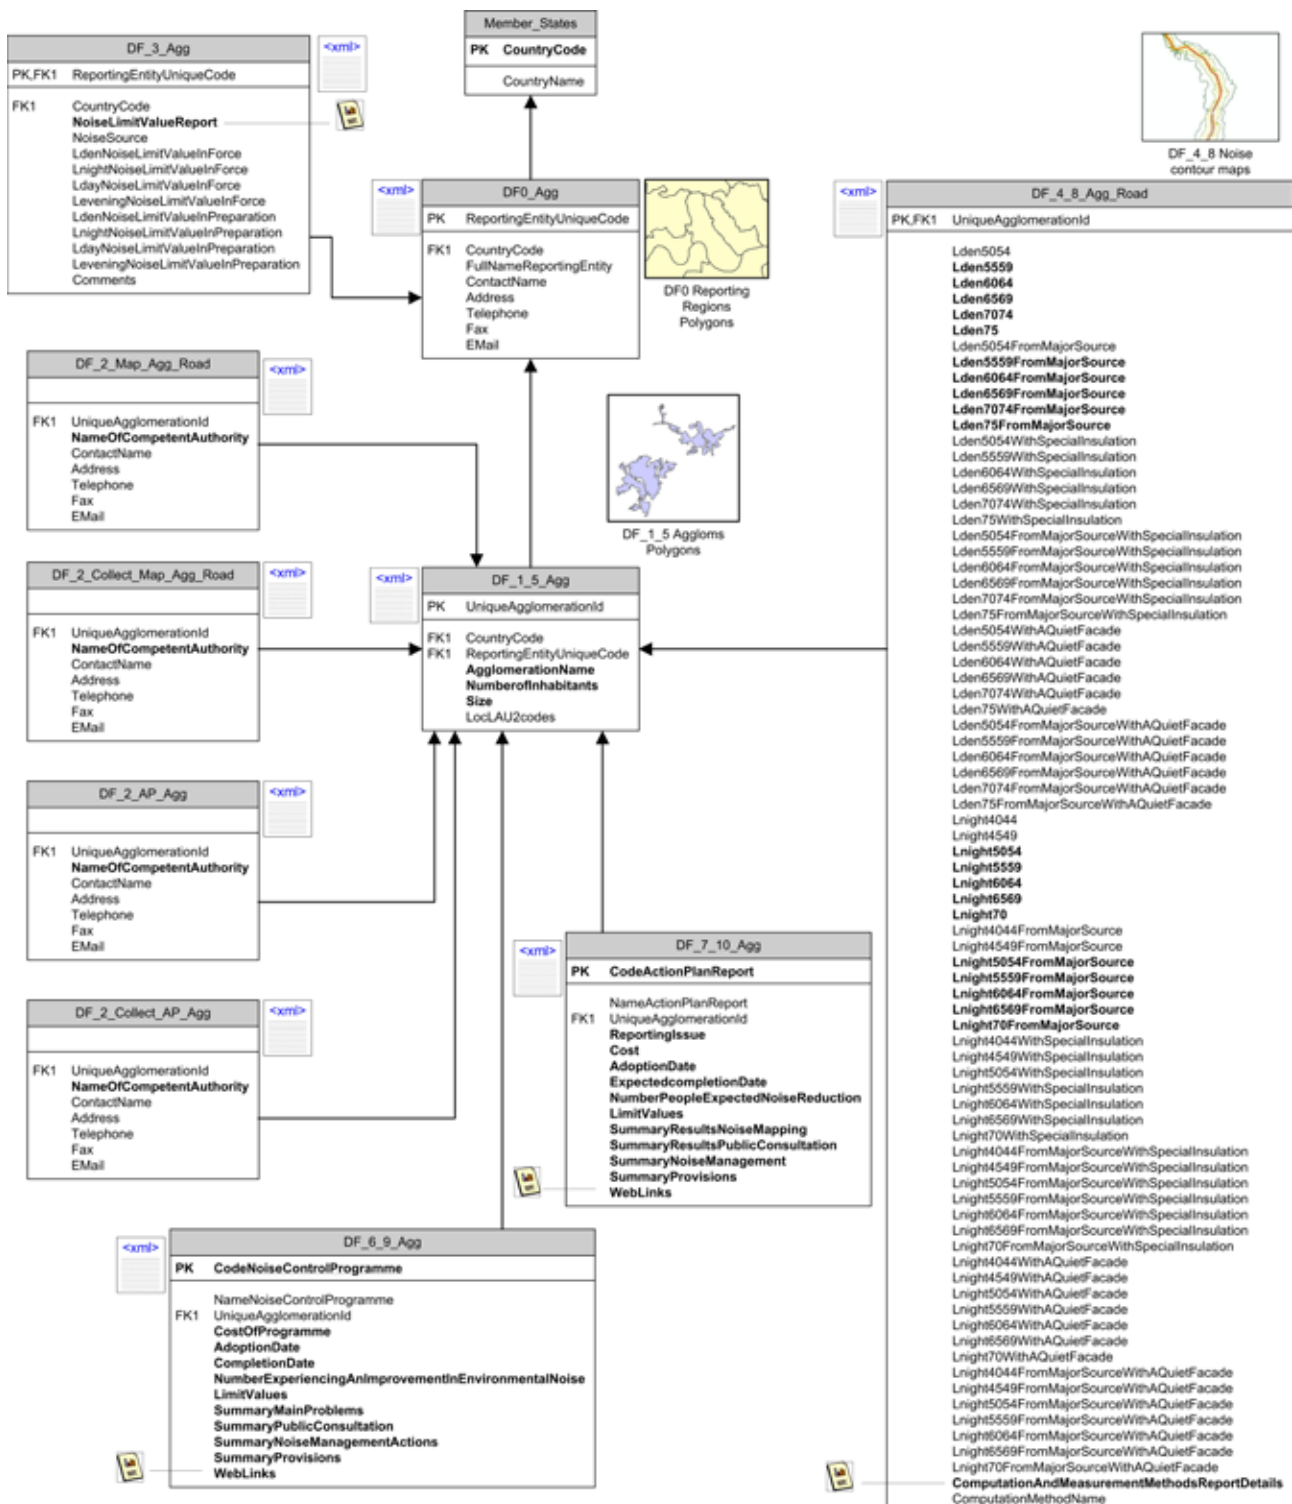 Member_States
PK CountryCode
CountryName
DF_3_Agg
<xml>
PK,FK1 ReportingEntityUniqueCode
FK1 CountryCode
NoiseLimitValueReport
NoiseSource
LdenNoiseLimitValueInForce
LnightNoiseLimitValueInForce
LdayNoiseLimitValueInForce
LeveningNoiseLimitValueInForce
LdenNoiseLimitValueInPreparation
LnightNoiseLimitValueInPreparation
LdayNoiseLimitValueInPreparation
LeveningNoiseLimitValueInPreparation
Comments
<xml>
DF0_Agg
PK ReportingEntityUniqueCode
FK1 CountryCode
FullNameReportingEntity
ContactName
Address
Telephone
Fax
EMail
DF0 Reporting
Regions
Polygons
DF_2_Map_Agg_Road
<xml>
FK1 UniqueAgglomerationId
NameOfCompetentAuthority
ContactName
Address
Telephone
Fax
EMail
DF_1_5 Aggloms
Polygons
DF_2_Collect_Map_Agg_Road
<xml>
FK1 UniqueAgglomerationId
NameOfCompetentAuthority
ContactName
Address
Telephone
Fax
EMail
<xml>
DF_1_5_Agg
PK UniqueAgglomerationId
FK1 CountryCode
FK1 ReportingEntityUniqueCode
AgglomerationName
NumberofInhabitants
Size
LocLAU2codes
DF_2_AP_Agg
<xml>
FK1 UniqueAgglomerationId
NameOfCompetentAuthority
ContactName
Address
Telephone
Fax
EMail
DF_2_Collect_AP_Agg
<xml>
FK1 UniqueAgglomerationId
NameOfCompetentAuthority
ContactName
Address
Telephone
Fax
EMail
<xml>
DF_7_10_Agg
PK CodeActionPlanReport
NameActionPlanReport
FK1 UniqueAgglomerationId
ReportingIssue
Cost
AdoptionDate
ExpectedcompletionDate
NumberPeopleExpectedNoiseReduction
LimitValues
SummaryResultsNoiseMapping
SummaryResultsPublicConsultation
SummaryNoiseManagement
SummaryProvisions
WebLinks
<xml>
DF_6_9_Agg
PK CodeNoiseControlProgramme
NameNoiseControlProgramme
FK1 UniqueAgglomerationId
CostOfProgramme
AdoptionDate
CompletionDate
NumberExperiencingAnImprovementInEnvironmentalNoise
LimitValues
SummaryMainProblems
SummaryPublicConsultation
SummaryNoiseManagementActions
SummaryProvisions
WebLinks
DF_4_8 Noise
contour maps
<xml>
DF_4_8_Agg_Road
PK,FK1 UniqueAgglomerationId
Lden5054
Lden5559
Lden6064
Lden6569
Lden7074
Lden75
Lden5054FromMajorSource
Lden5559FromMajorSource
Lden6064FromMajorSource
Lden6569FromMajorSource
Lden7074FromMajorSource
Lden75FromMajorSource
Lden5054WithSpecialInsulation
Lden5559WithSpecialInsulation
Lden6064WithSpecialInsulation
Lden6569WithSpecialInsulation
Lden7074WithSpecialInsulation
Lden75WithSpecialInsulation
Lden5054FromMajorSourceWithSpecialInsulation
Lden5559FromMajorSourceWithSpecialInsulation
Lden6064FromMajorSourceWithSpecialInsulation
Lden6569FromMajorSourceWithSpecialInsulation
Lden7074FromMajorSourceWithSpecialInsulation
Lden75FromMajorSourceWithSpecialInsulation
Lden5054WithAQuietFacade
Lden5559WithAQuietFacade
Lden6064WithAQuietFacade
Lden6569WithAQuietFacade
Lden7074WithAQuietFacade
Lden75WithAQuietFacade
Lden5054FromMajorSourceWithAQuietFacade
Lden5559FromMajorSourceWithAQuietFacade
Lden6064FromMajorSourceWithAQuietFacade
Lden6569FromMajorSourceWithAQuietFacade
Lden7074FromMajorSourceWithAQuietFacade
Lden75FromMajorSourceWithAQuietFacade
Lnight4044
Lnight4549
Lnight5054
Lnight5559
Lnight6064
Lnight6569
Lnight70
Lnight4044FromMajorSource
Lnight4549FromMajorSource
Lnight5054FromMajorSource
Lnight5559FromMajorSource
Lnight6064FromMajorSource
Lnight6569FromMajorSource
Lnight70FromMajorSource
Lnight4044WithSpecialInsulation
Lnight4549WithSpecialInsulation
Lnight5054WithSpecialInsulation
Lnight5559WithSpecialInsulation
Lnight6064WithSpecialInsulation
Lnight6569WithSpecialInsulation
Lnight70WithSpecialInsulation
Lnight4044FromMajorSourceWithSpecialInsulation
Lnight4549FromMajorSourceWithSpecialInsulation
Lnight5054FromMajorSourceWithSpecialInsulation
Lnight5559FromMajorSourceWithSpecialInsulation
Lnight6064FromMajorSourceWithSpecialInsulation
Lnight6569FromMajorSourceWithSpecialInsulation
Lnight70FromMajorSourceWithSpecialInsulation
Lnight4044WithAQuietFacade
Lnight4549WithAQuietFacade
Lnight5054WithAQuietFacade
Lnight5559WithAQuietFacade
Lnight6064WithAQuietFacade
Lnight6569WithAQuietFacade
Lnight70WithAQuietFacade
Lnight4044FromMajorSourceWithAQuietFacade
Lnight4549FromMajorSourceWithAQuietFacade
Lnight5054FromMajorSourceWithAQuietFacade
Lnight5559FromMajorSourceWithAQuietFacade
Lnight6064FromMajorSourceWithAQuietFacade
Lnight6569FromMajorSourceWithAQuietFacade
Lnight70FromMajorSourceWithAQuietFacade
ComputationAndMeasurementMethodsReportDetails
ComputationMethodName